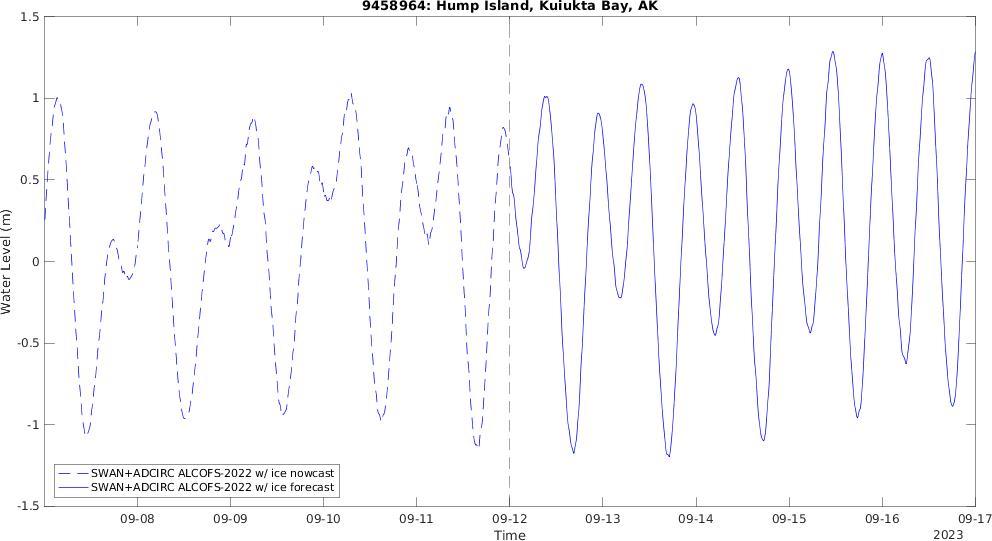 9458964: Hump Island, Kuiukta Bay, AK
1.5
1
0.5
0
-0.5
-1
-1.5
Water Level (m)
SWAN+ADCIRC ALCOFS-2022 w/ ice nowcast
SWAN+ADCIRC ALCOFS-2022 w/ ice forecast
09-08 09-09 09-10 09-11 09-12 09-13 09-14 09-15 09-16 09-17
Time
2023